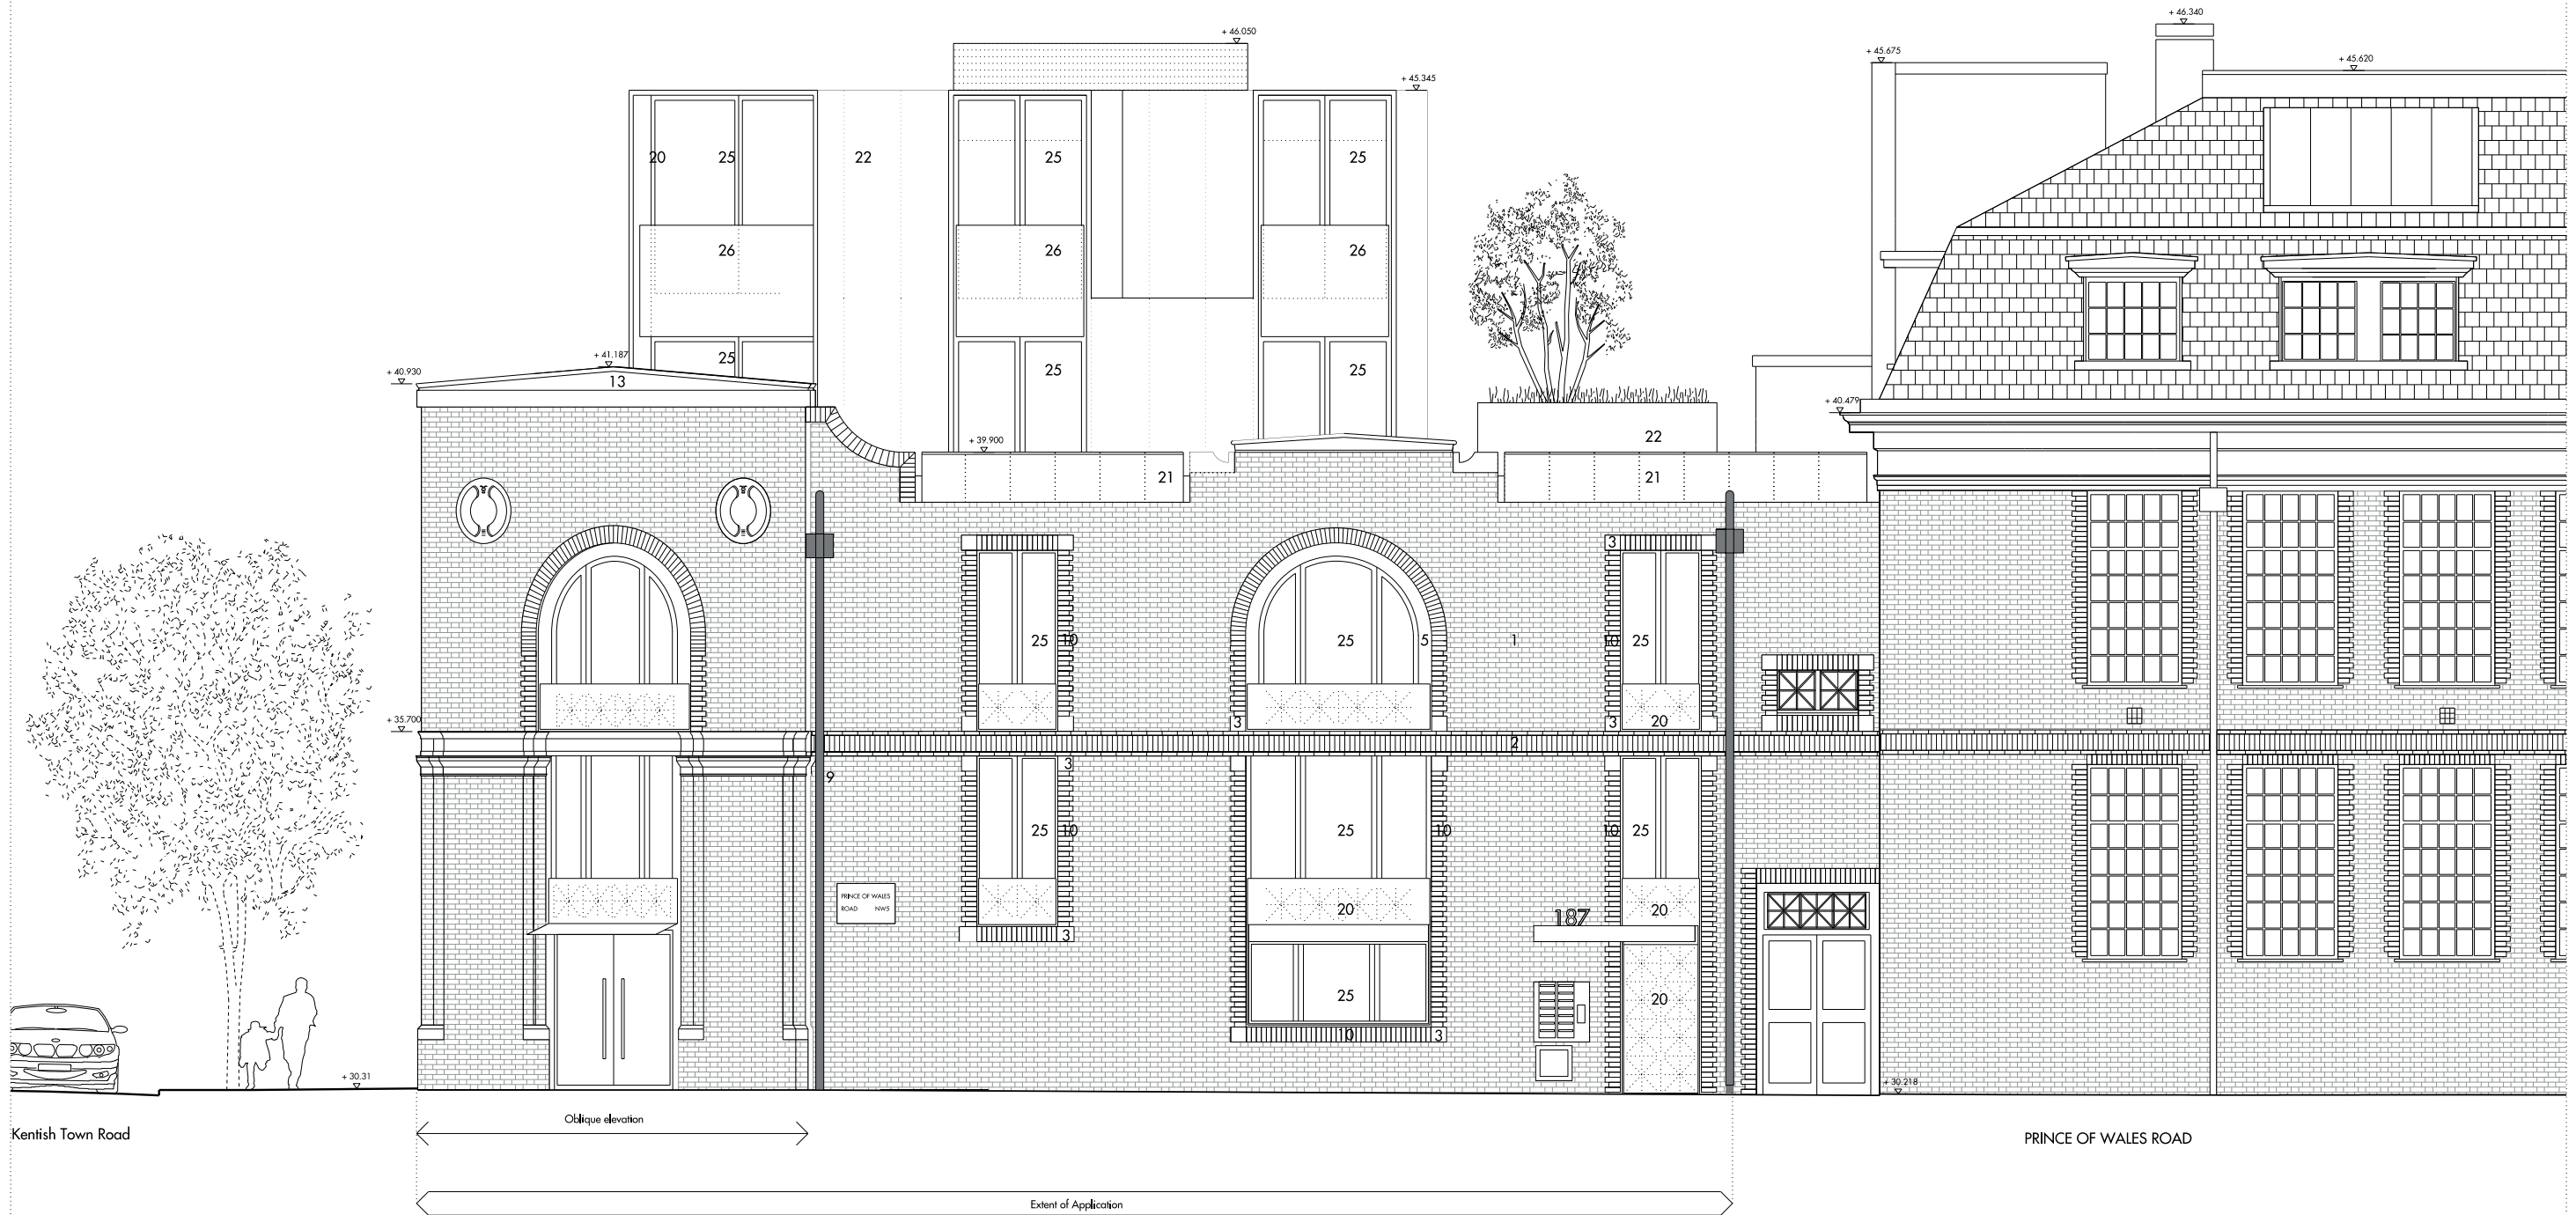 + 46.340
+ 46.050
+ 45.675
+ 45.620
+ 45.345
20 25 22 25 25
26 26 26
+ 41.187 25
+ 40.930 13 25 25
+ 40.479
+ 39.900 22
21 21
3
25 10 25 5 1 10 25
+ 35.700 3 3 20
2
3
9
25 10 25 10 10 25
PRINCE OF WALES
ROAD NW5
20 187 20
3
25 20
10 3
+ 30.31 + 30.218
Oblique elevation
Kentish Town Road
PRINCE OF WALES ROAD
Extent of Application